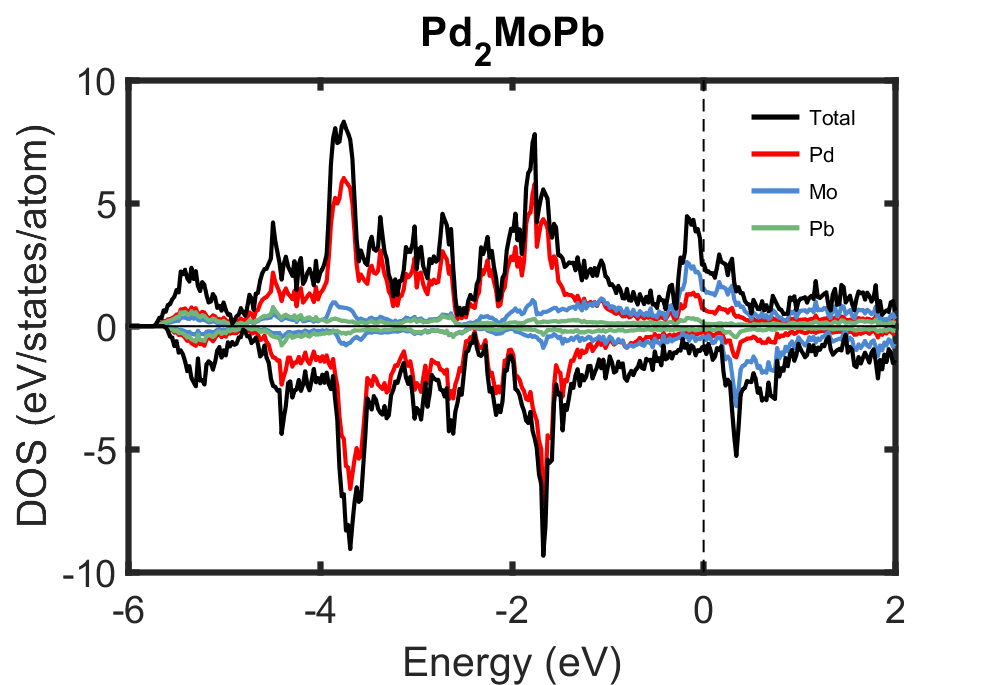 Pd2MoPb
DOS (eV/states/atom)
10
5
0
0
-5
-10
Total
Pd
Mo
Pb
-6
-4
-2
0
2
Energy (eV)